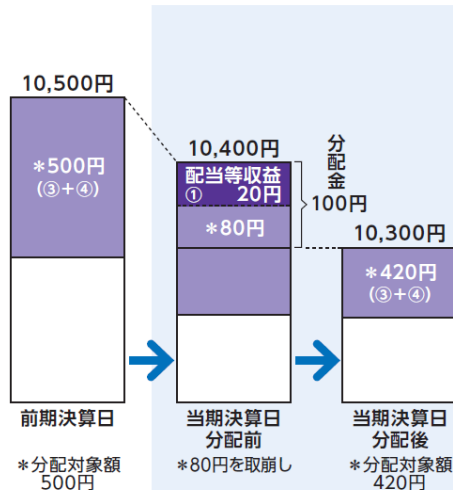 10,500円
＊500円
(③＋④)
前期決算日
＊分配対象額
500円
10,400円
配当等収益
① 20円
＊80円
分配金
100円
当期決算日
分配前
＊80円を取崩し
10,300円
＊420円
(③＋④)
当期決算日
分配後
＊分配対象額
420円